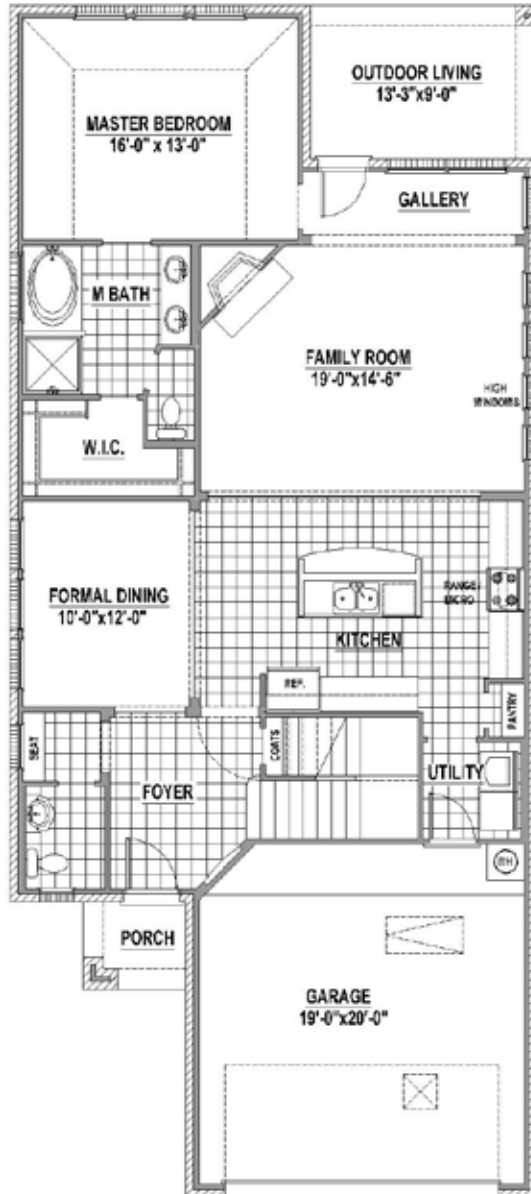 OUTDOOR LIVING
13'-3"x9'-0"
MASTER BEDROOM
16'-0" x 13'-0"
GALLERY
M BATH
FAMILY ROOM
19'-0"x14'-6"
HIGH
WINDOWS
W.I.C.
FORMAL DINING
10'-0"x12'-0"
RANGE/
MICRO
KITCHEN
REF.
PANTRY
SEAT
COATS
UTILITY
FOYER
WH
PORCH
GARAGE
19'-0"x20'-0"